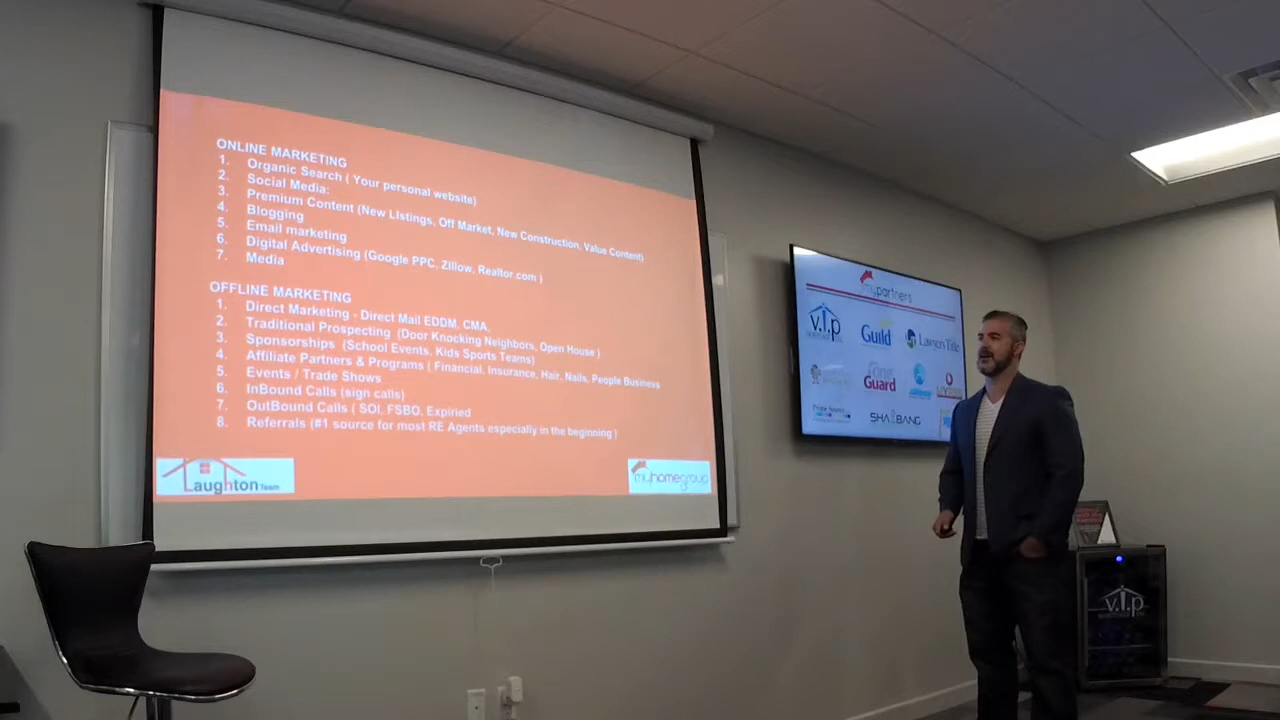 ONLINE MARKETING
1. Organic Search ( Your personal website)
2. Social Media:
3. Premium Content (New LIstings, Off Market, New Construction, Value Content)
4. Blogging
5. Email marketing
6. Digital Advertising (Google PPC, Zillow, Realtor.com )
7. Media
OFFLINE MARKETING
1. Direct Marketing - Direct Mail EDDM, CMA,
2. Traditional Prospecting (Door Knocking Neighbors, Open House )
3. Sponsorships (School Events, Kids Sports Teams)
4. Affiliate Partners & Programs ( Financial, Insurance, Hair, Nails, People Business
5. Events / Trade Shows
6. InBound Calls (sign calls)
7. OutBound Calls ( SOI, FSBO, Expiried
8. Referrals (#1 source for most RE Agents especially in the beginning )
Laughton Team
myhomegroup
mypartners
v.i.p
Guild
Lawyers Title
Guard
SHA BANG
v.i.p